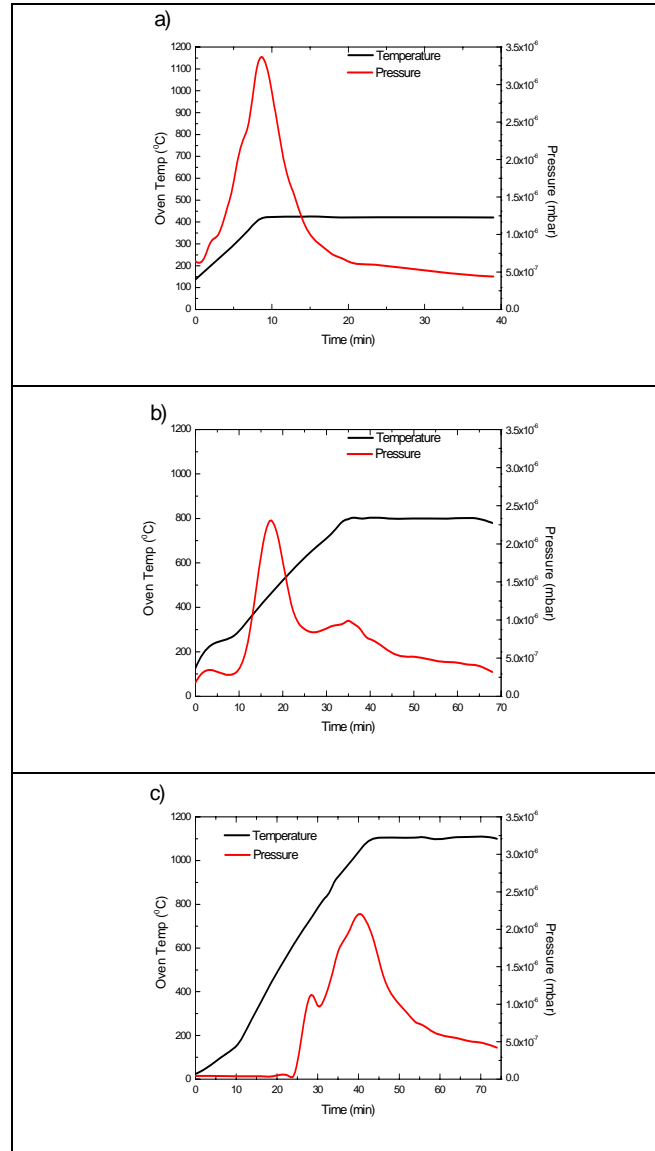 a)
Temperature
Pressure
Oven Temp (⁰C)
1200
1100
1000
900
800
700
600
500
400
300
200
100
0
3.5x10⁻⁶
3.0x10⁻⁶
2.5x10⁻⁶
2.0x10⁻⁶
1.5x10⁻⁶
1.0x10⁻⁶
5.0x10⁻⁷
0.0
Pressure (mbar)
0 10 20 30 40
Time (min)
b)
Temperature
Pressure
Oven Temp (⁰C)
1200
1000
800
600
400
200
0
3.5x10⁻⁶
3.0x10⁻⁶
2.5x10⁻⁶
2.0x10⁻⁶
1.5x10⁻⁶
1.0x10⁻⁶
5.0x10⁻⁷
0.0
Pressure (mbar)
0 10 20 30 40 50 60 70
Time (min)
c)
Temperature
Pressure
Oven Temp (⁰C)
1200
1000
800
600
400
200
0
3.5x10⁻⁶
3.0x10⁻⁶
2.5x10⁻⁶
2.0x10⁻⁶
1.5x10⁻⁶
1.0x10⁻⁶
5.0x10⁻⁷
0.0
Pressure (mbar)
0 10 20 30 40 50 60 70
Time (min)